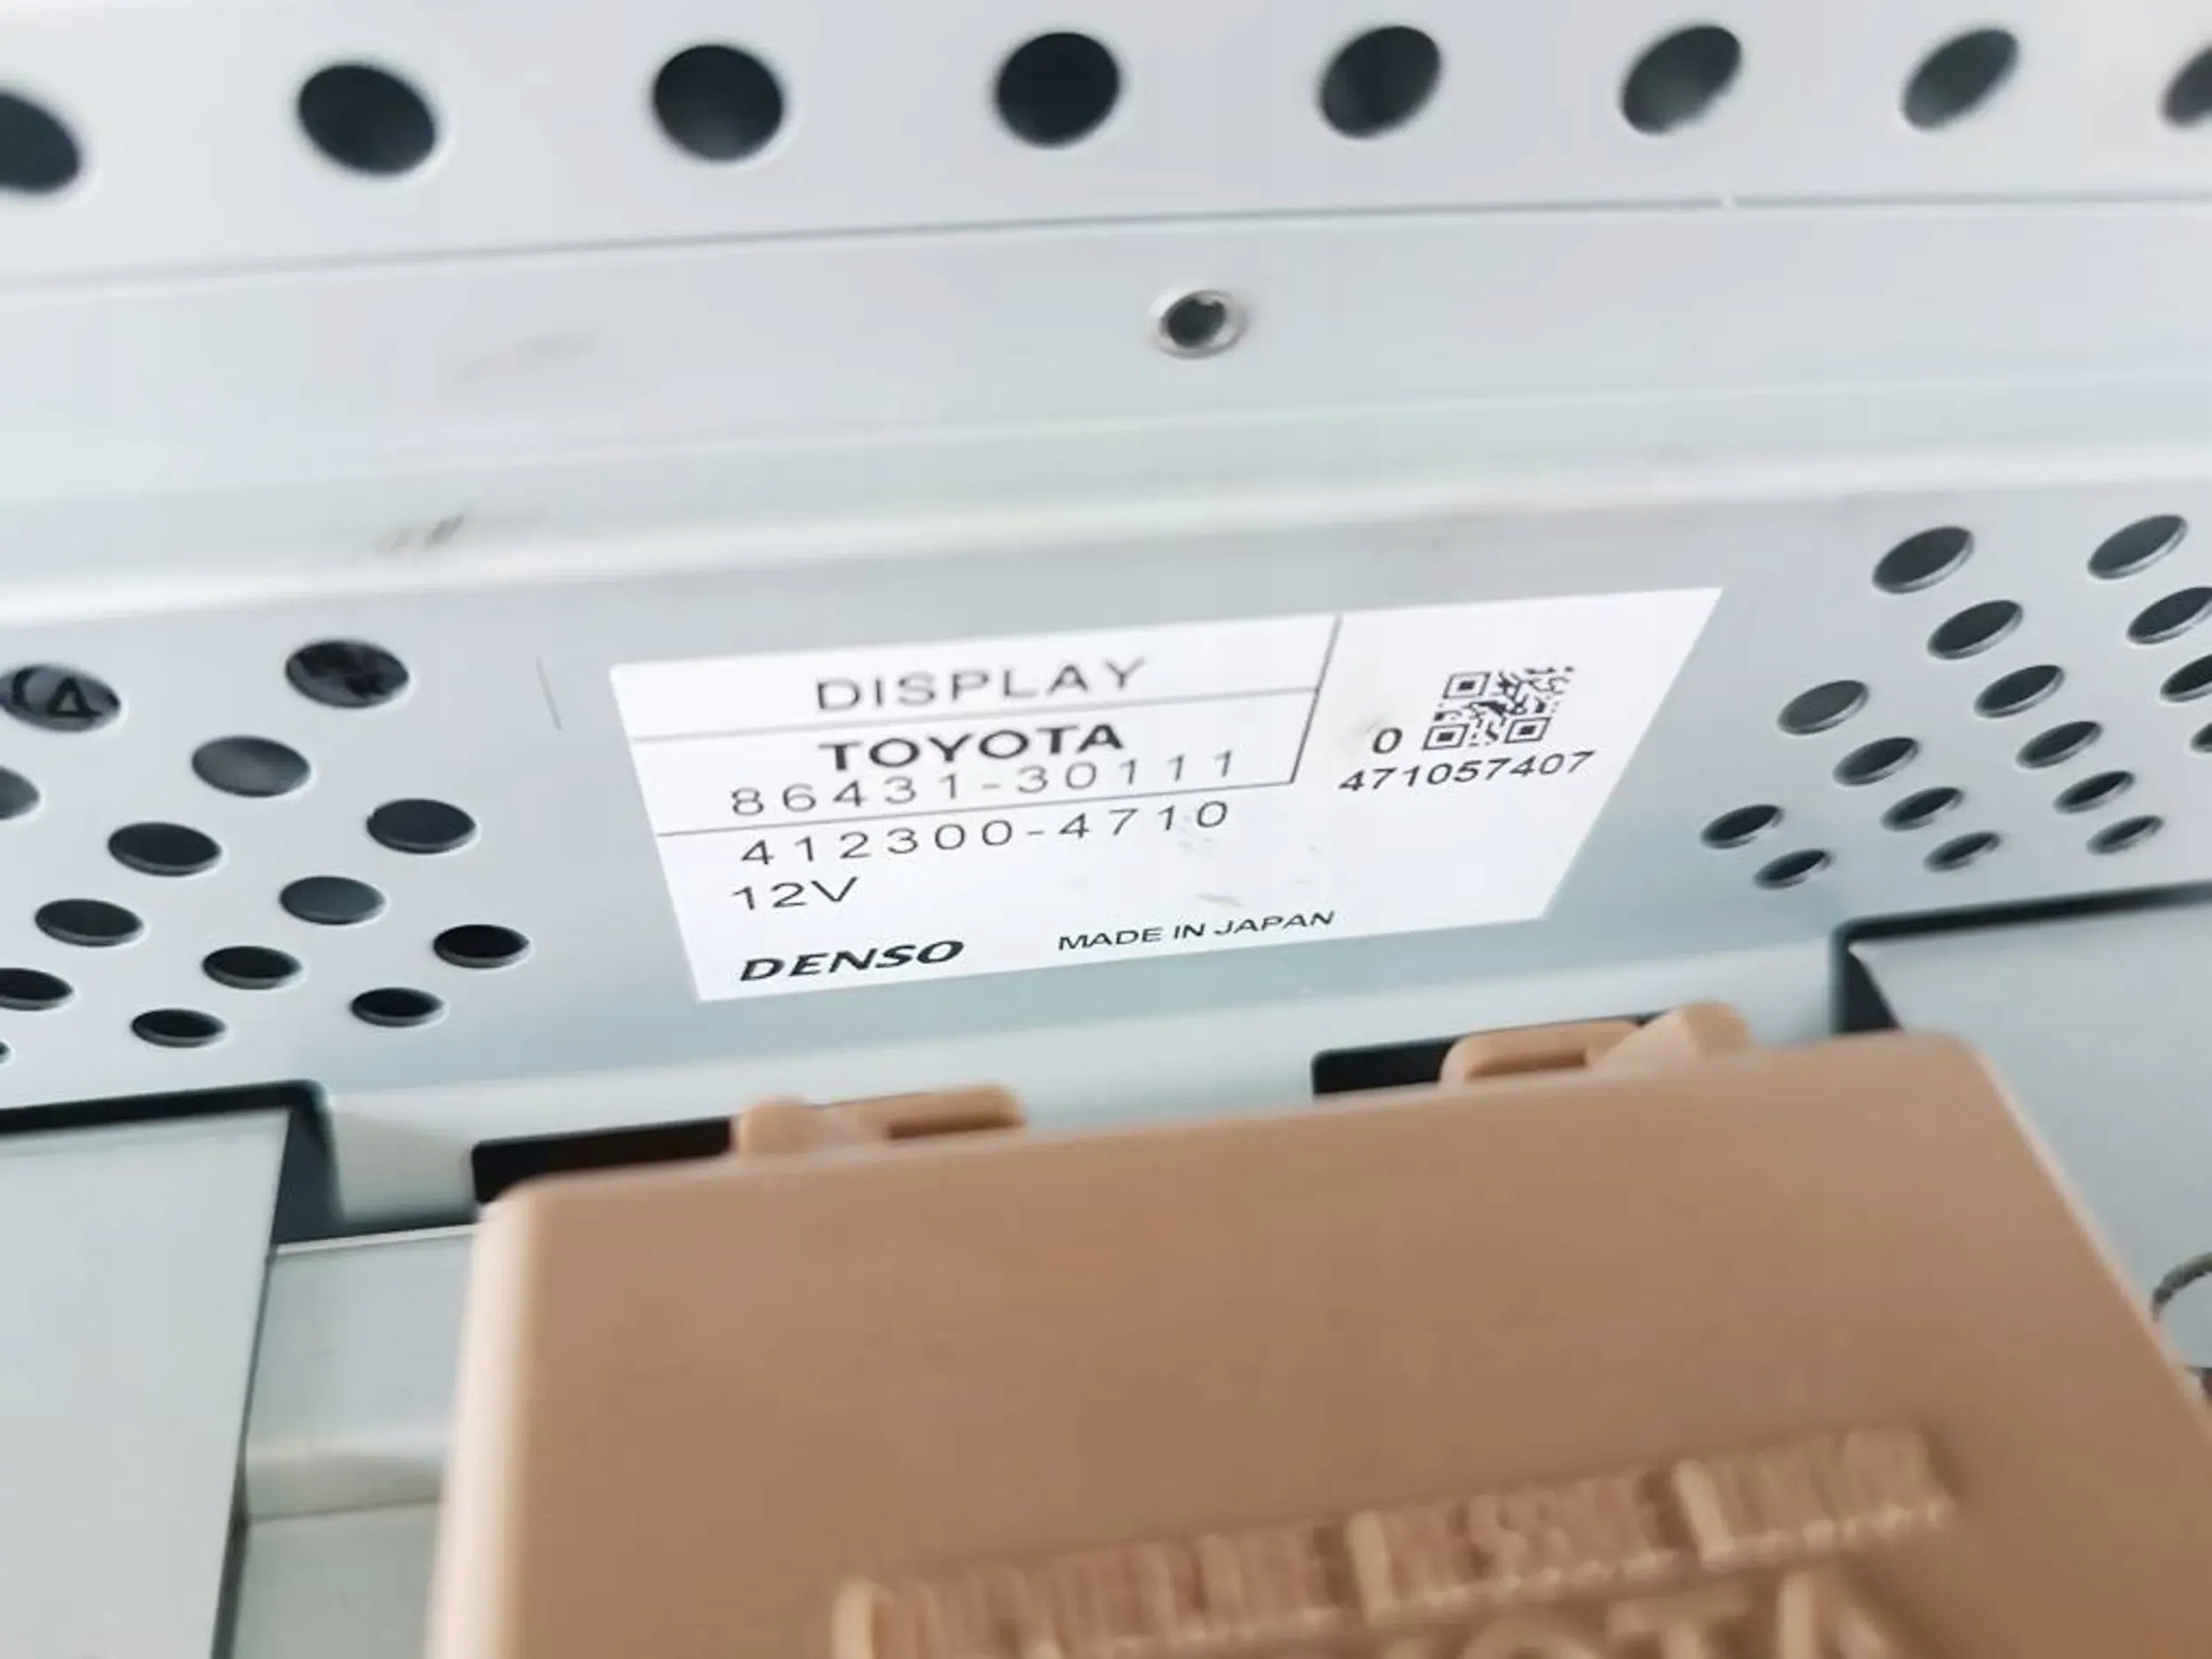 DISPLAY
TOYOTA
86431-30111
412300-4710
12V
DENSO MADE IN JAPAN
0
471057407